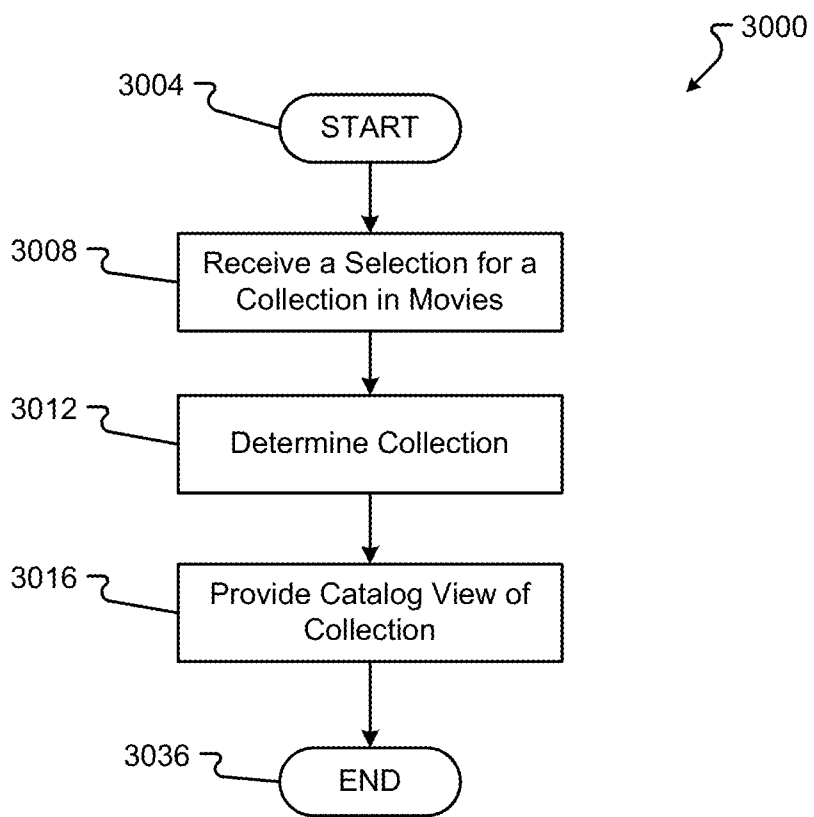 3000
3004
START
3008
Receive a Selection for a
Collection in Movies
3012
Determine Collection
3016
Provide Catalog View of
Collection
3036
END